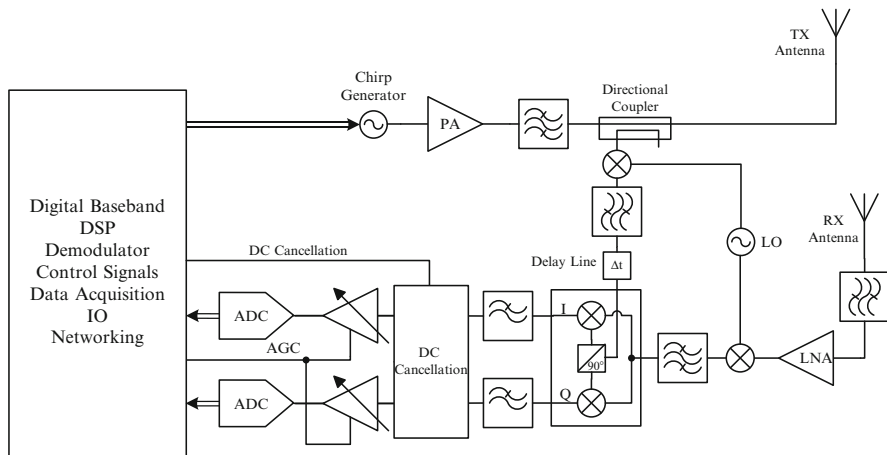 TX
Antenna
Chirp
Generator
Directional
Coupler
PA
Digital Baseband
DSP
Demodulator
Control Signals
Data Acquisition
IO
Networking
RX
Antenna
LO
DC Cancellation
Delay Line
Δt
ADC
I
AGC
DC
Cancellation
90°
LNA
ADC
Q